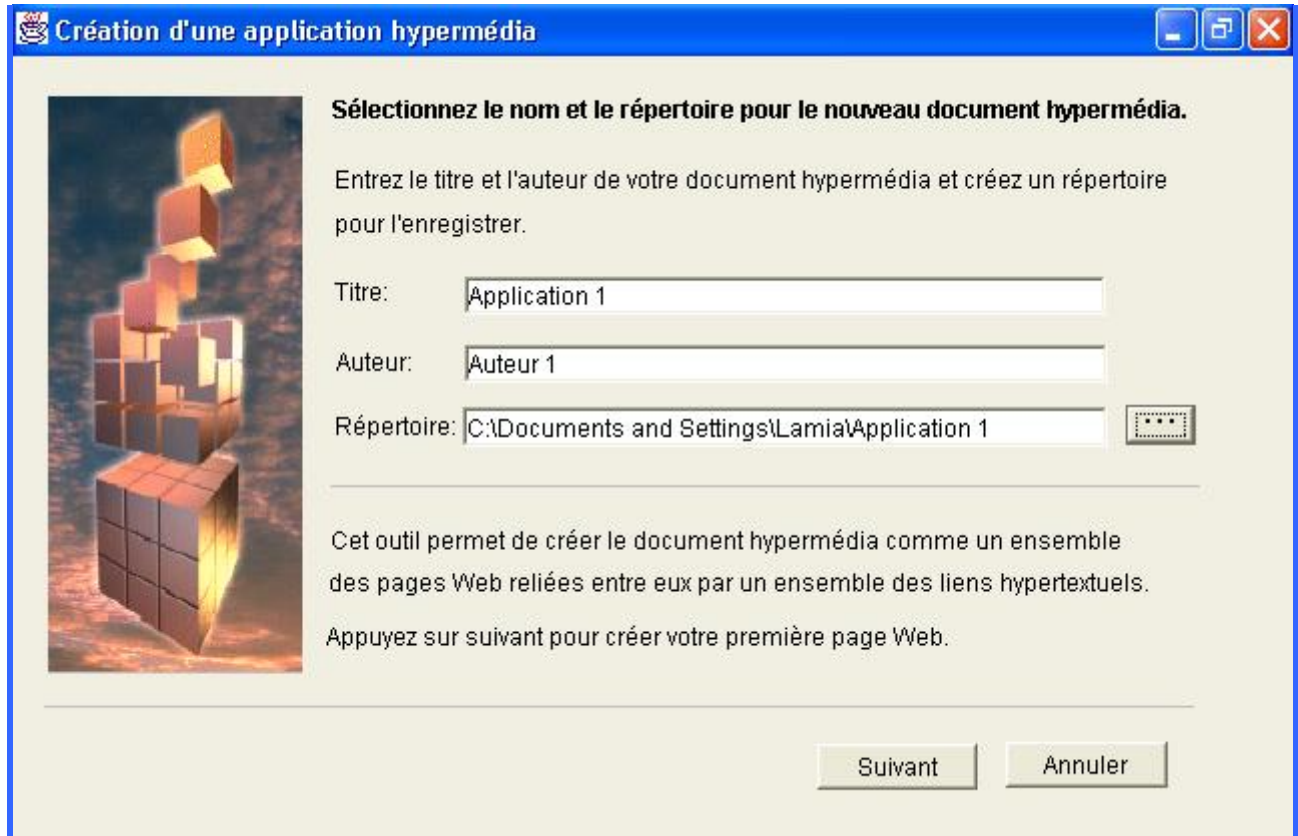 Création d'une application hypermédia
Sélectionnez le nom et le répertoire pour le nouveau document hypermédia.
Entrez le titre et l'auteur de votre document hypermédia et créez un répertoire
pour l'enregistrer.
Titre: Application 1
Auteur: Auteur 1
Répertoire: C:\Documents and Settings\Lamia\Application 1 ...
Cet outil permet de créer le document hypermédia comme un ensemble
des pages Web reliées entre eux par un ensemble des liens hypertextuels.
Appuyez sur suivant pour créer votre première page Web.
Suivant Annuler